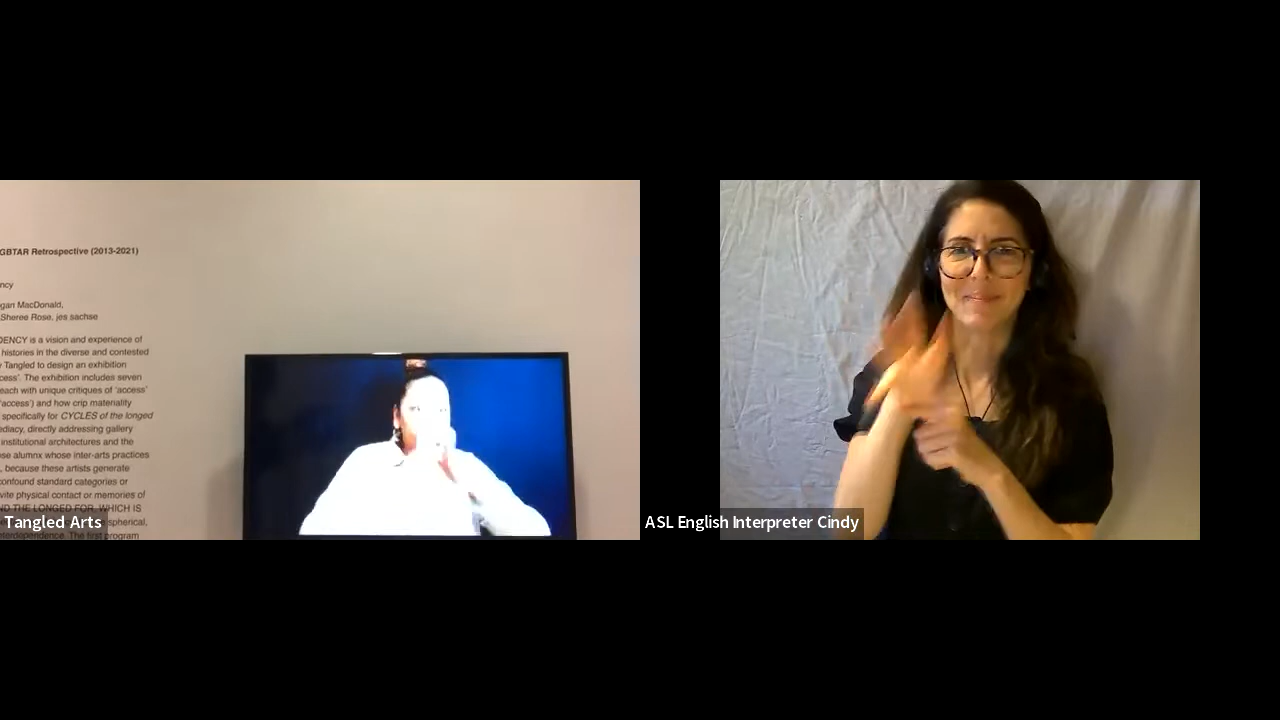 GBTAR Retrospective (2013-2021)
ncy
gan MacDonald,
Sheree Rose, jes sachse
DENCY is a vision and experience of
histories in the diverse and contested
Tangled to design an exhibition
cess'. The exhibition includes seven
each with unique critiques of 'access'
'access') and how crip materiality
specifically for CYCLES of the longed
ediacy, directly addressing gallery
institutional architectures and the
se alumnx whose inter-arts practices
, because these artists generate
confound standard categories or
vite physical contact or memories of
ND THE LONGED FOR, WHICH IS
spherical,
nterdependence. The first program
Tangled Arts
ASL English Interpreter Cindy